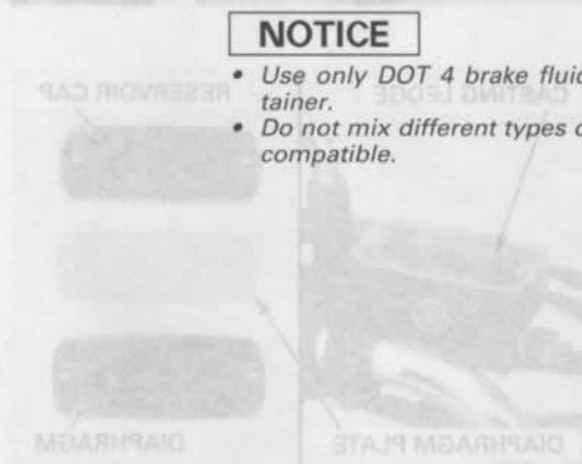 NOTICE
• Use only DOT 4 brake fluid
tainer.
• Do not mix different types o
compatible.
RESERVOIR CAP
CASTING LEDGE
DIAPHRAGM
DIAPHRAGM PLATE